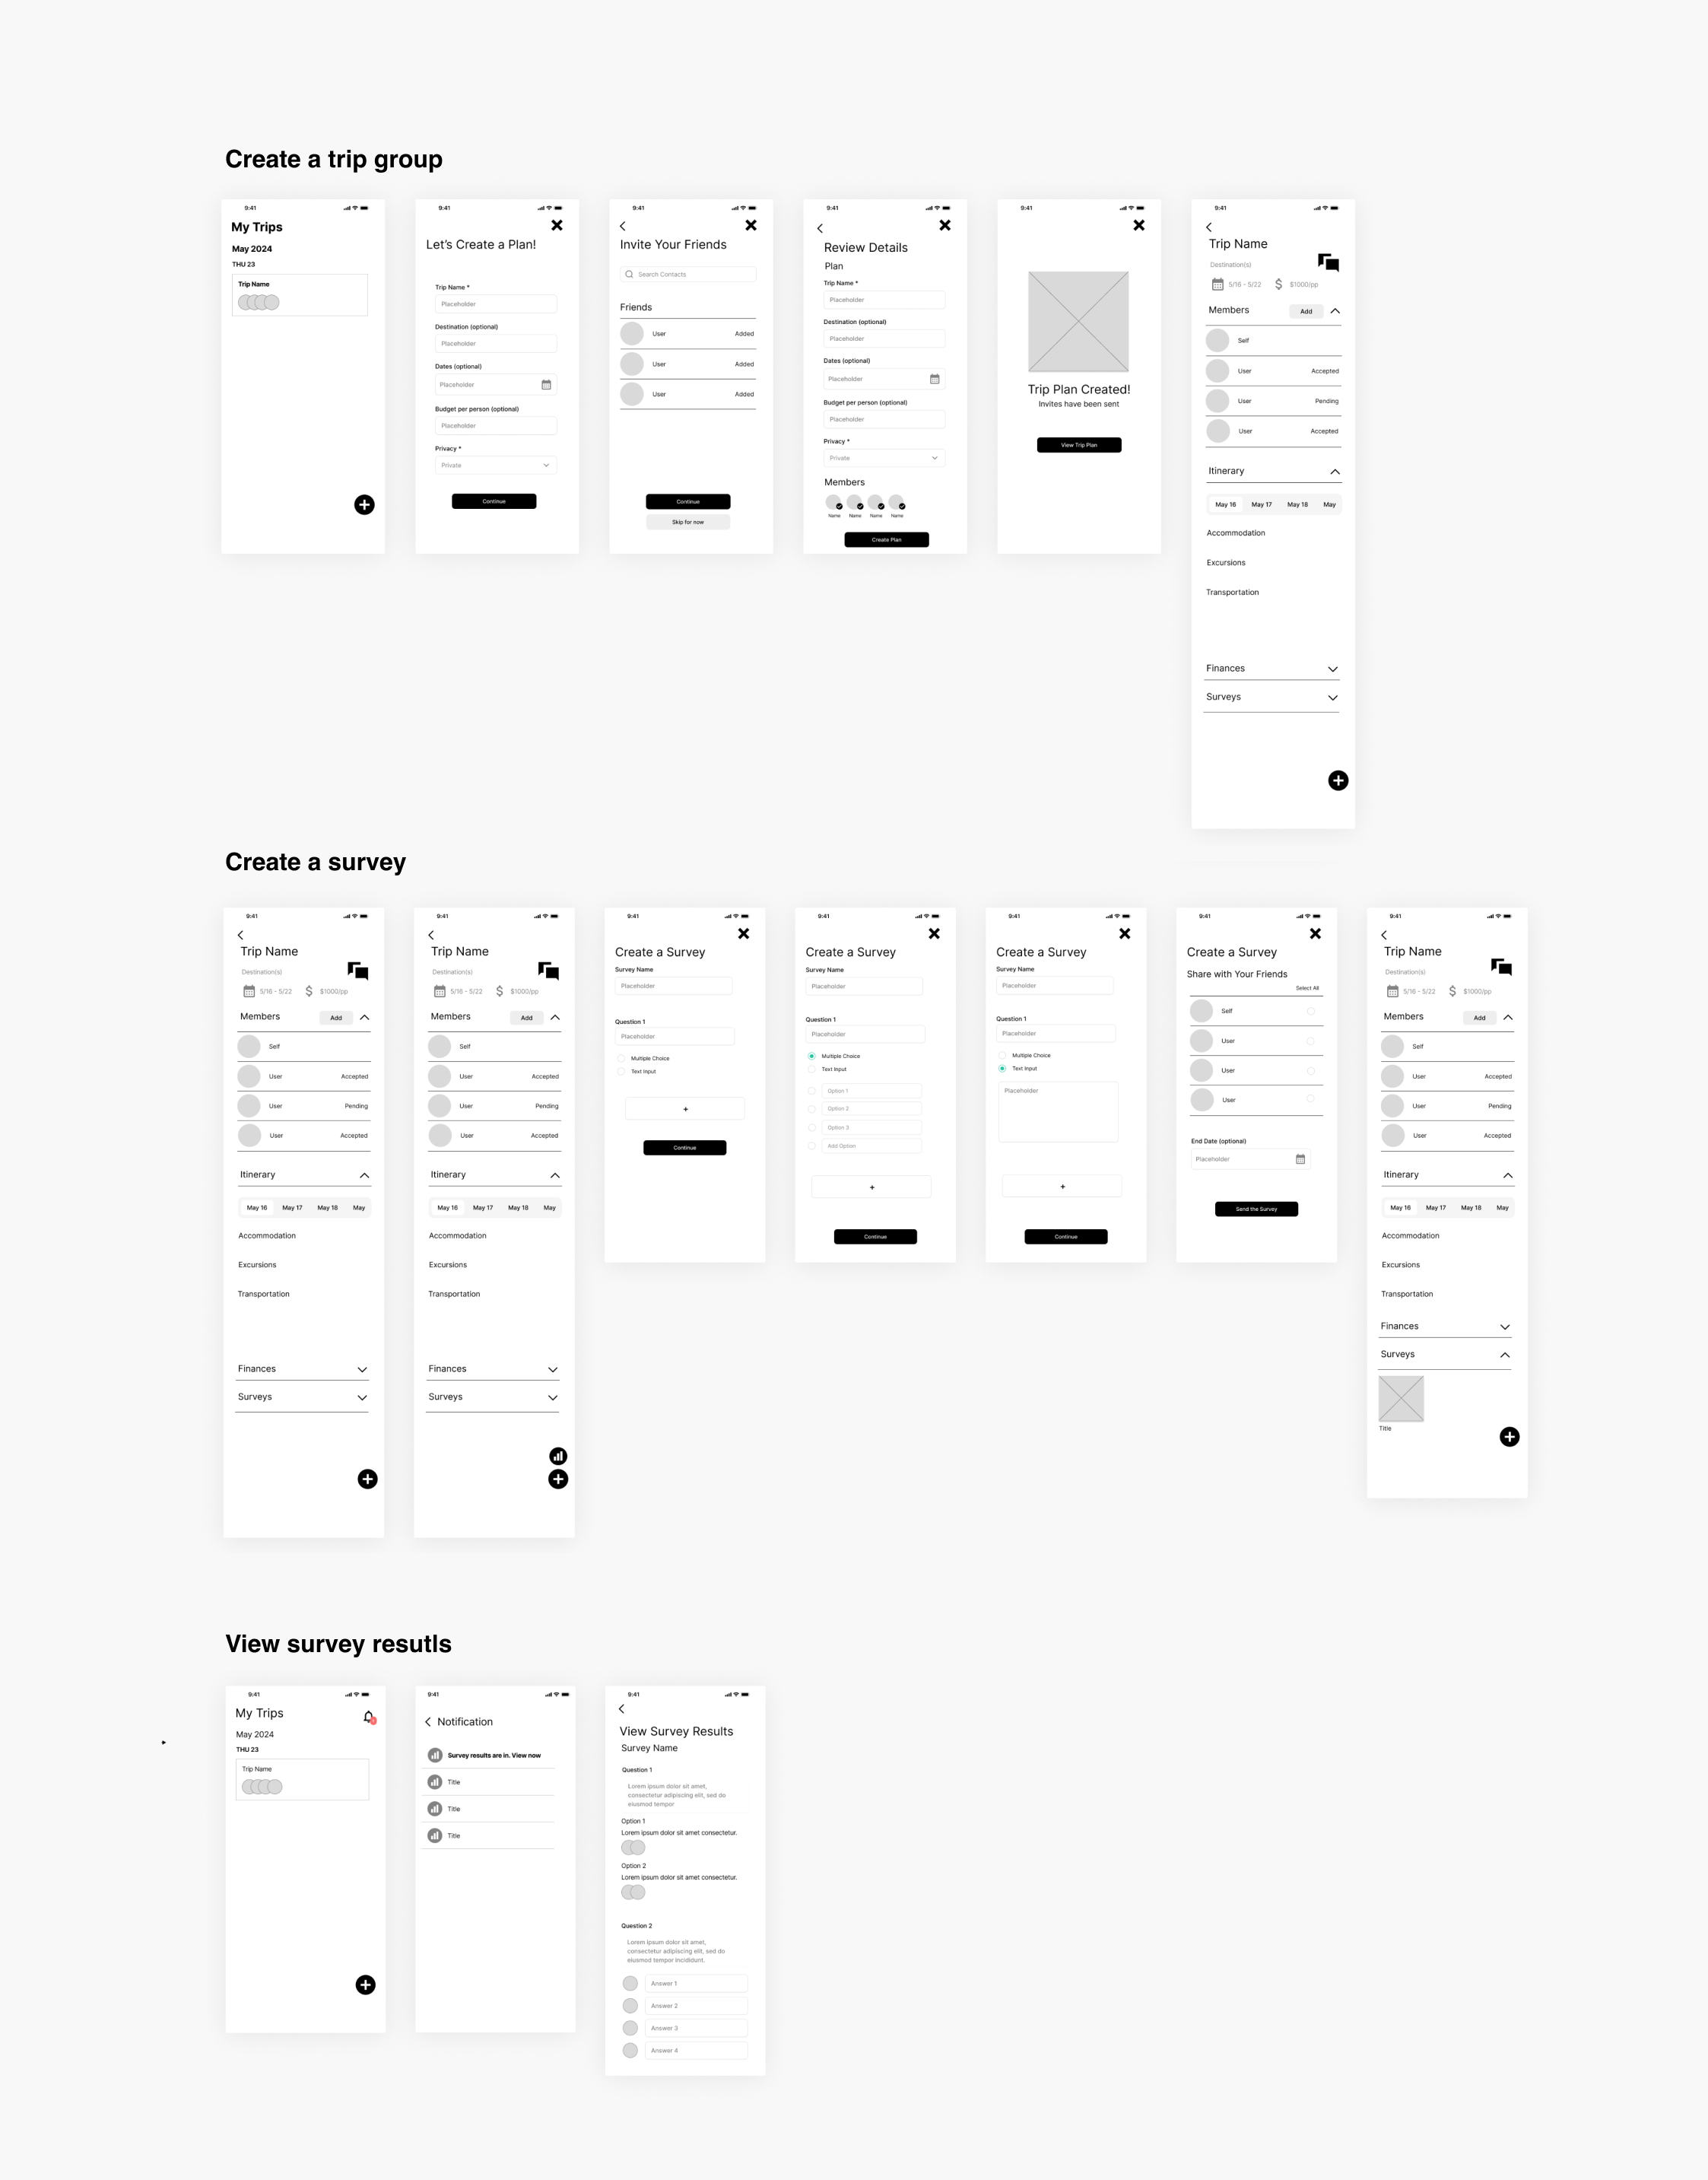 Create a trip group
9:41
My Trips
May 2024
THU 23
Trip Name
9:41
Let's Create a Plan!
Trip Name *
Placeholder
Destination (optional)
Placeholder
Dates (optional)
Placeholder
Budget per person (optional)
Placeholder
Privacy *
Private
Continue
9:41
Invite Your Friends
Search Contacts
Friends
User Added
User Added
User Added
Continue
Skip for now
9:41
Review Details
Plan
Trip Name *
Placeholder
Destination (optional)
Placeholder
Dates (optional)
Placeholder
Budget per person (optional)
Placeholder
Privacy *
Private
Members
Name Name Name Name
Create Plan
9:41
Trip Plan Created!
Invites have been sent
View Trip Plan
9:41
Trip Name
Destination(s)
5/16 - 5/22 $ $1000/pp
Members Add
Self
User Accepted
User Pending
User Accepted
Itinerary
May 16 May 17 May 18 May
Accommodation
Excursions
Transportation
Finances
Surveys
Create a survey
9:41
Trip Name
Destination(s)
5/16 - 5/22 $ $1000/pp
Members Add
Self
User Accepted
User Pending
User Accepted
Itinerary
May 16 May 17 May 18 May
Accommodation
Excursions
Transportation
Finances
Surveys
9:41
Trip Name
Destination(s)
5/16 - 5/22 $ $1000/pp
Members Add
Self
User Accepted
User Pending
User Accepted
Itinerary
May 16 May 17 May 18 May
Accommodation
Excursions
Transportation
Finances
Surveys
9:41
Create a Survey
Survey Name
Placeholder
Question 1
Placeholder
Multiple Choice
Text Input
+
Continue
9:41
Create a Survey
Survey Name
Placeholder
Question 1
Placeholder
Multiple Choice
Text Input
Option 1
Option 2
Option 3
Add Option
+
Continue
9:41
Create a Survey
Survey Name
Placeholder
Question 1
Placeholder
Multiple Choice
Text Input
Placeholder
+
Continue
9:41
Create a Survey
Share with Your Friends
Select All
Self
User
User
User
End Date (optional)
Placeholder
Send the Survey
9:41
Trip Name
Destination(s)
5/16 - 5/22 $ $1000/pp
Members Add
Self
User Accepted
User Pending
User Accepted
Itinerary
May 16 May 17 May 18 May
Accommodation
Excursions
Transportation
Finances
Surveys
Title
View survey resutls
9:41
My Trips
May 2024
THU 23
Trip Name
9:41
Notification
Survey results are in. View now
Title
Title
Title
9:41
View Survey Results
Survey Name
Question 1
Lorem ipsum dolor sit amet,
consectetur adipiscing elit, sed do
eiusmod tempor
Option 1
Lorem ipsum dolor sit amet consectetur.
Option 2
Lorem ipsum dolor sit amet consectetur.
Question 2
Lorem ipsum dolor sit amet,
consectetur adipiscing elit, sed do
eiusmod tempor incididunt.
Answer 1
Answer 2
Answer 3
Answer 4